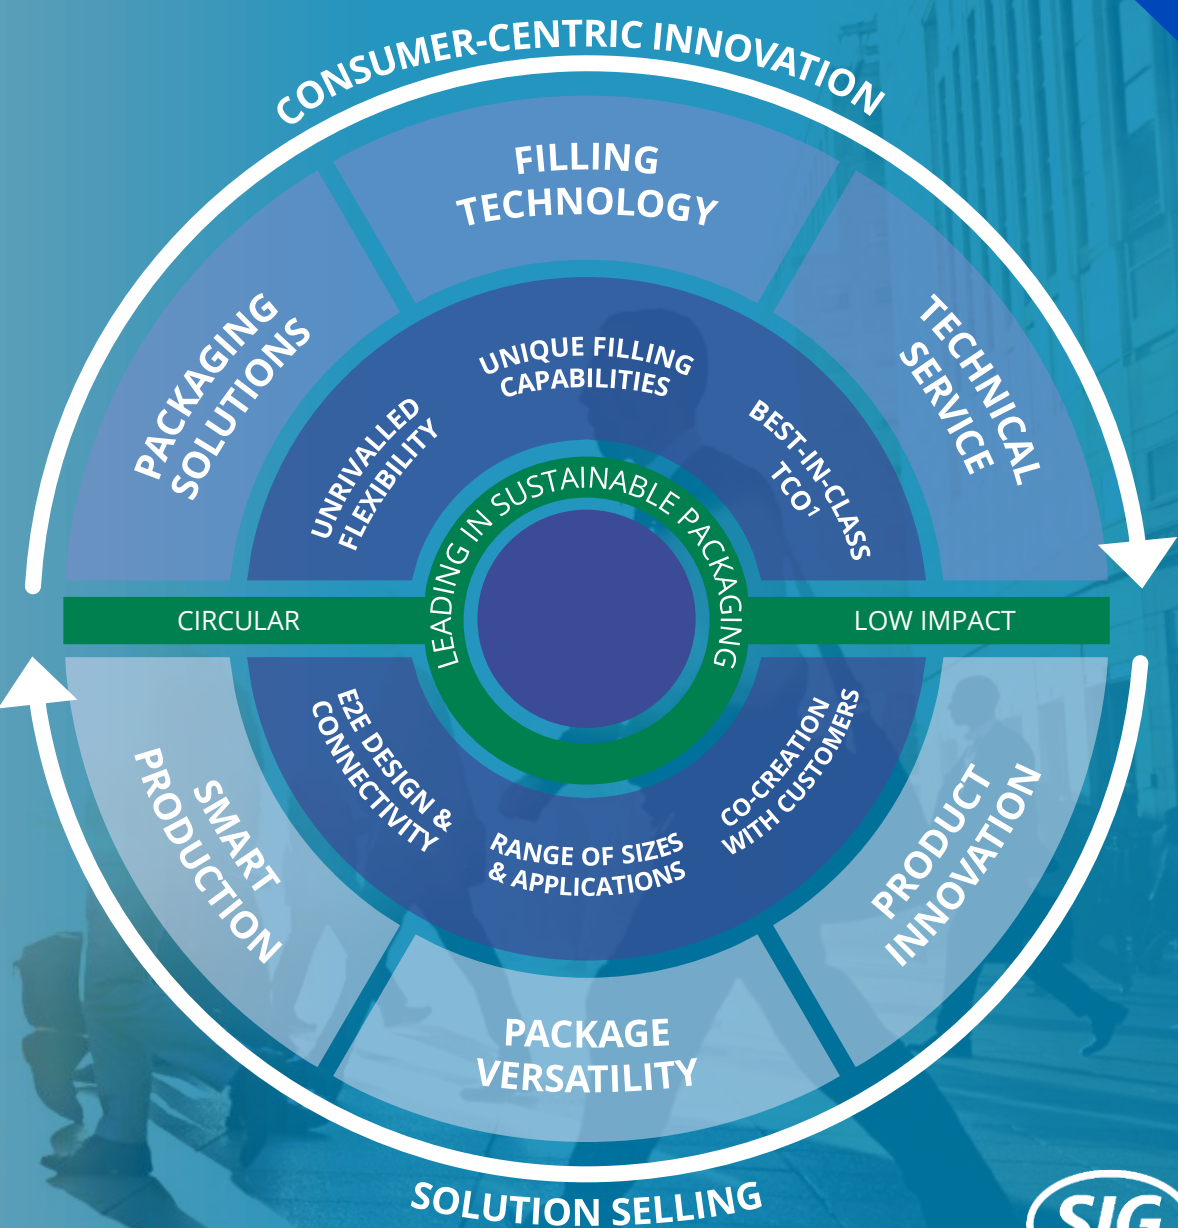 CONSUMER-CENTRIC INNOVATION
FILLING
TECHNOLOGY
PACKAGING
SOLUTIONS
TECHNICAL
SERVICE
UNIQUE FILLING
CAPABILITIES
UNRIVALLED
FLEXIBILITY
BEST-IN-CLASS
TCO¹
LEADING IN SUSTAINABLE PACKAGING
CIRCULAR
LOW IMPACT
E2E DESIGN &
CONNECTIVITY
CO-CREATION
WITH CUSTOMERS
RANGE OF SIZES
& APPLICATIONS
SMART
PRODUCTION
PRODUCT
INNOVATION
PACKAGE
VERSATILITY
SOLUTION SELLING
SIG